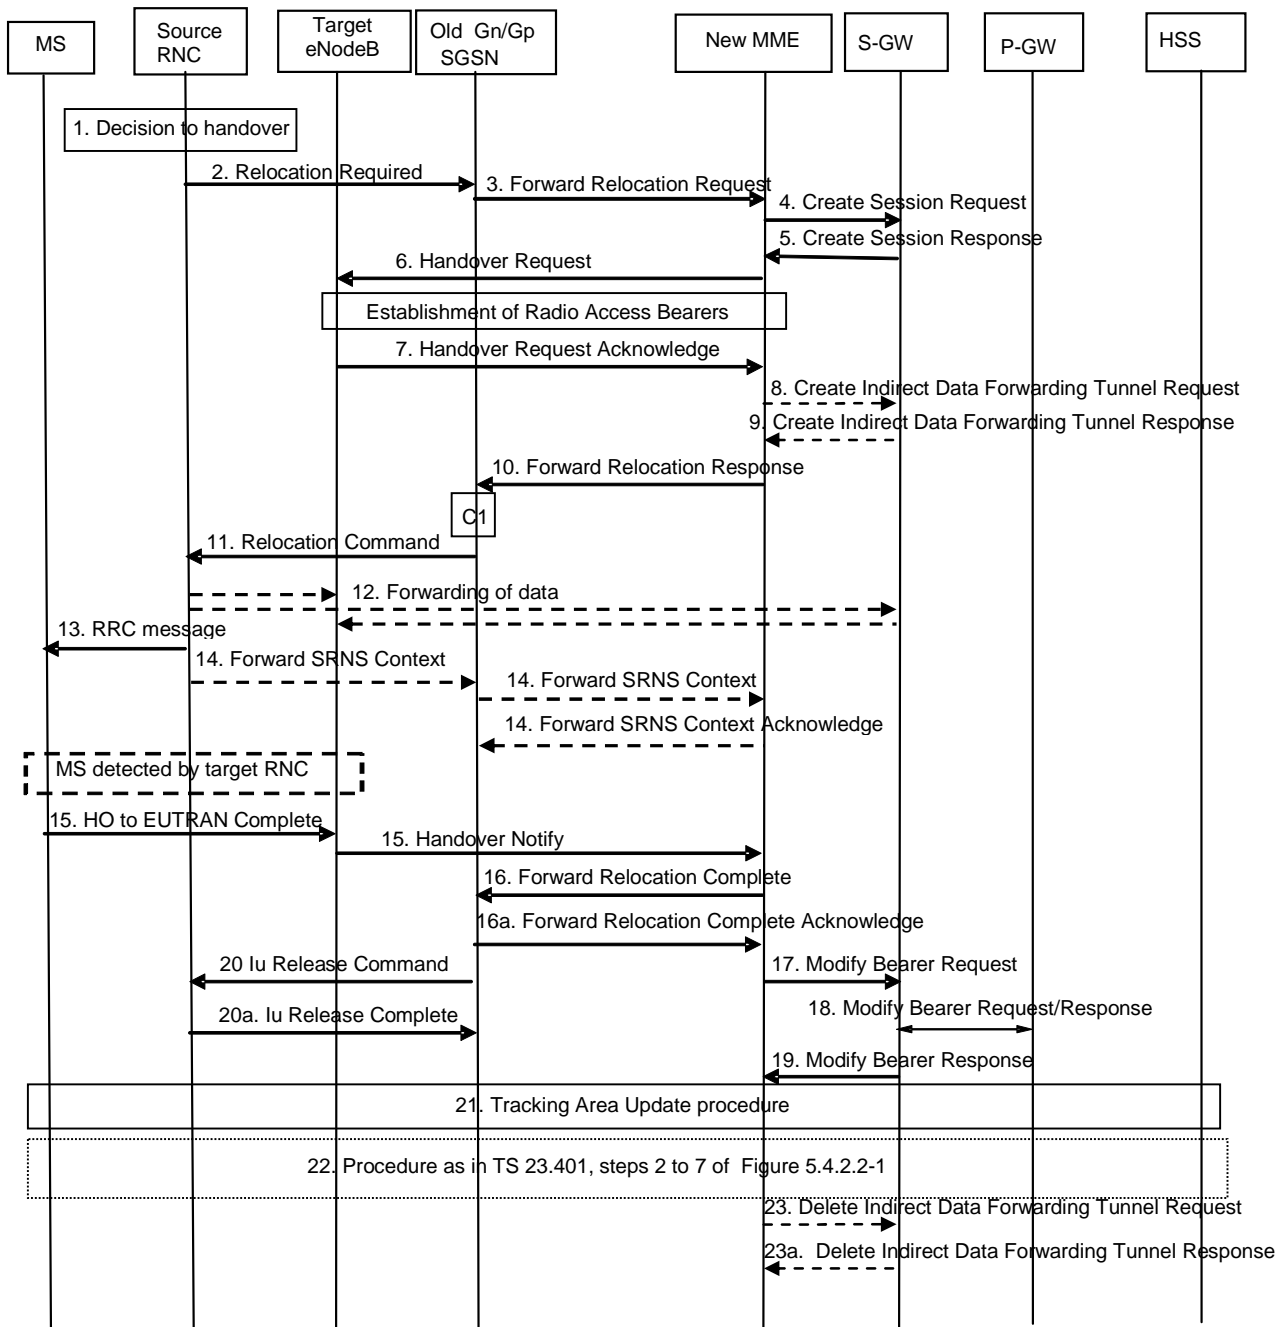 MS
Source
RNC
Target
eNodeB
Old Gn/Gp
SGSN
New MME
S-GW
P-GW
HSS
1. Decision to handover
2. Relocation Required
3. Forward Relocation Request
4. Create Session Request
5. Create Session Response
6. Handover Request
Establishment of Radio Access Bearers
7. Handover Request Acknowledge
8. Create Indirect Data Forwarding Tunnel Request
9. Create Indirect Data Forwarding Tunnel Response
10. Forward Relocation Response
C1
11. Relocation Command
12. Forwarding of data
13. RRC message
14. Forward SRNS Context
14. Forward SRNS Context
14. Forward SRNS Context Acknowledge
MS detected by target RNC
15. HO to EUTRAN Complete
15. Handover Notify
16. Forward Relocation Complete
16a. Forward Relocation Complete Acknowledge
20 Iu Release Command
17. Modify Bearer Request
20a. Iu Release Complete
18. Modify Bearer Request/Response
19. Modify Bearer Response
21. Tracking Area Update procedure
22. Procedure as in TS 23.401, steps 2 to 7 of Figure 5.4.2.2-1
23. Delete Indirect Data Forwarding Tunnel Request
23a. Delete Indirect Data Forwarding Tunnel Response